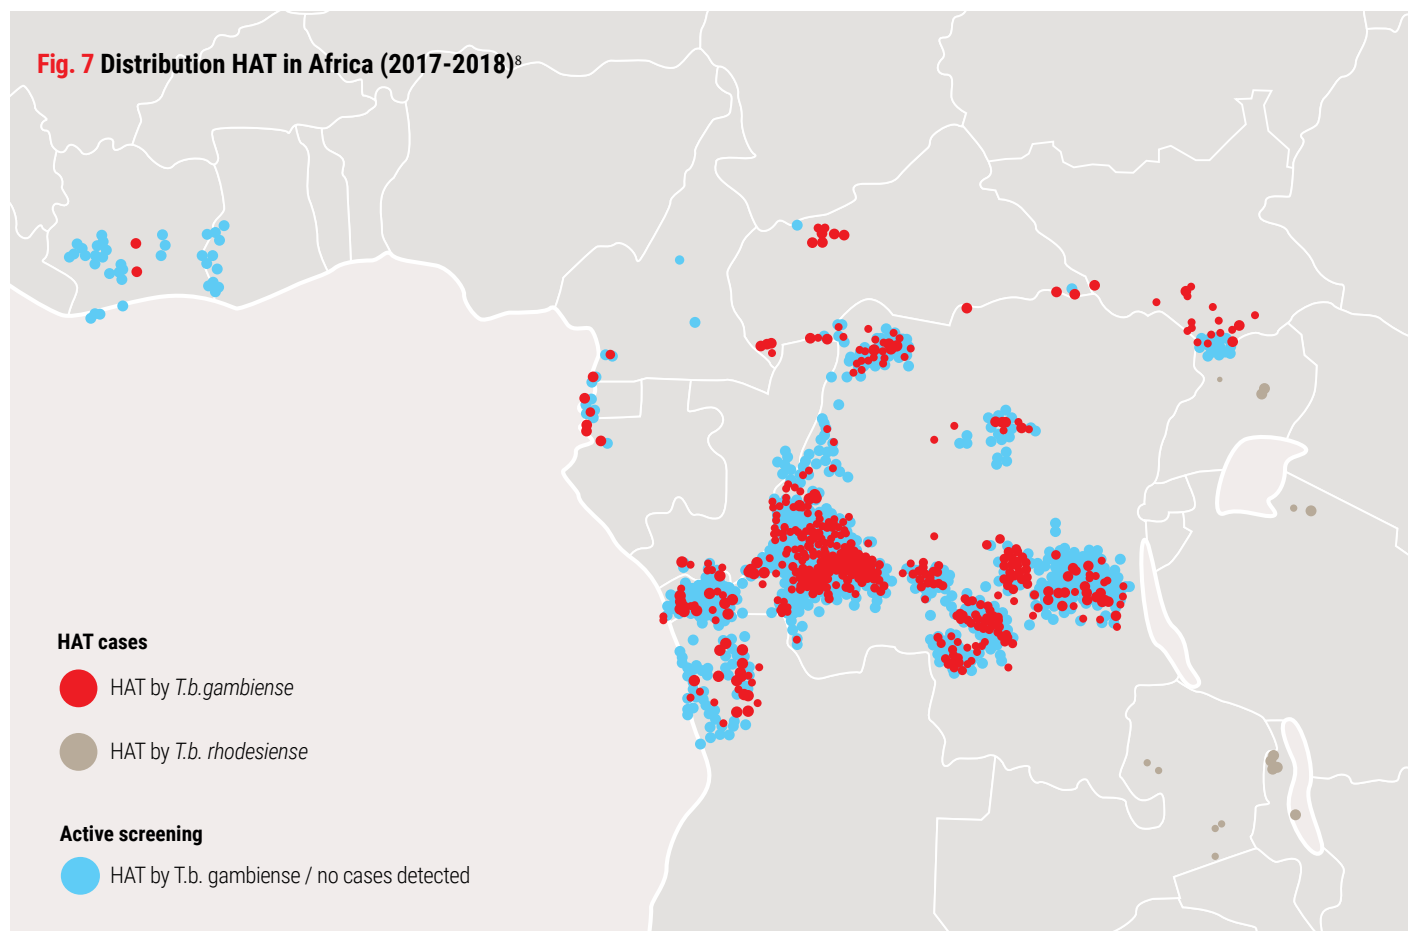 Fig. 7 Distribution HAT in Africa (2017-2018)⁸
HAT cases
HAT by T.b.gambiense
HAT by T.b. rhodesiense
Active screening
HAT by T.b. gambiense / no cases detected